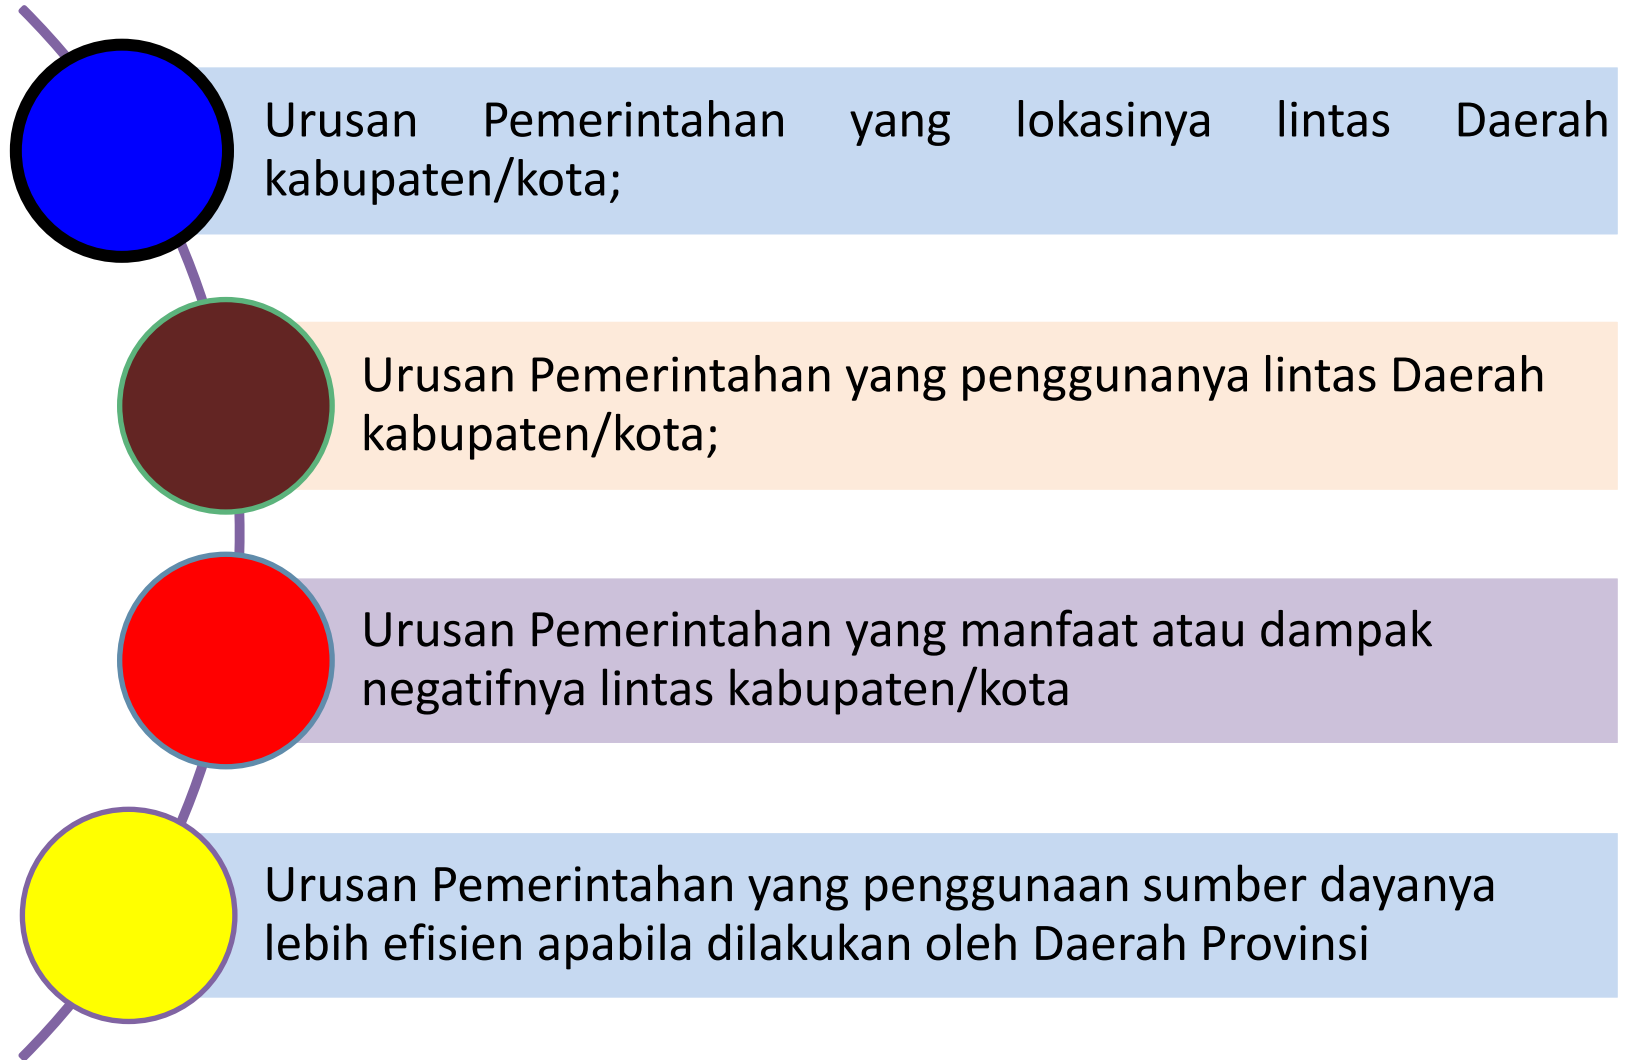 Urusan Pemerintahan yang lokasinya lintas Daerah
kabupaten/kota;
Urusan Pemerintahan yang penggunanya lintas Daerah
kabupaten/kota;
Urusan Pemerintahan yang manfaat atau dampak
negatifnya lintas kabupaten/kota
Urusan Pemerintahan yang penggunaan sumber dayanya
lebih efisien apabila dilakukan oleh Daerah Provinsi